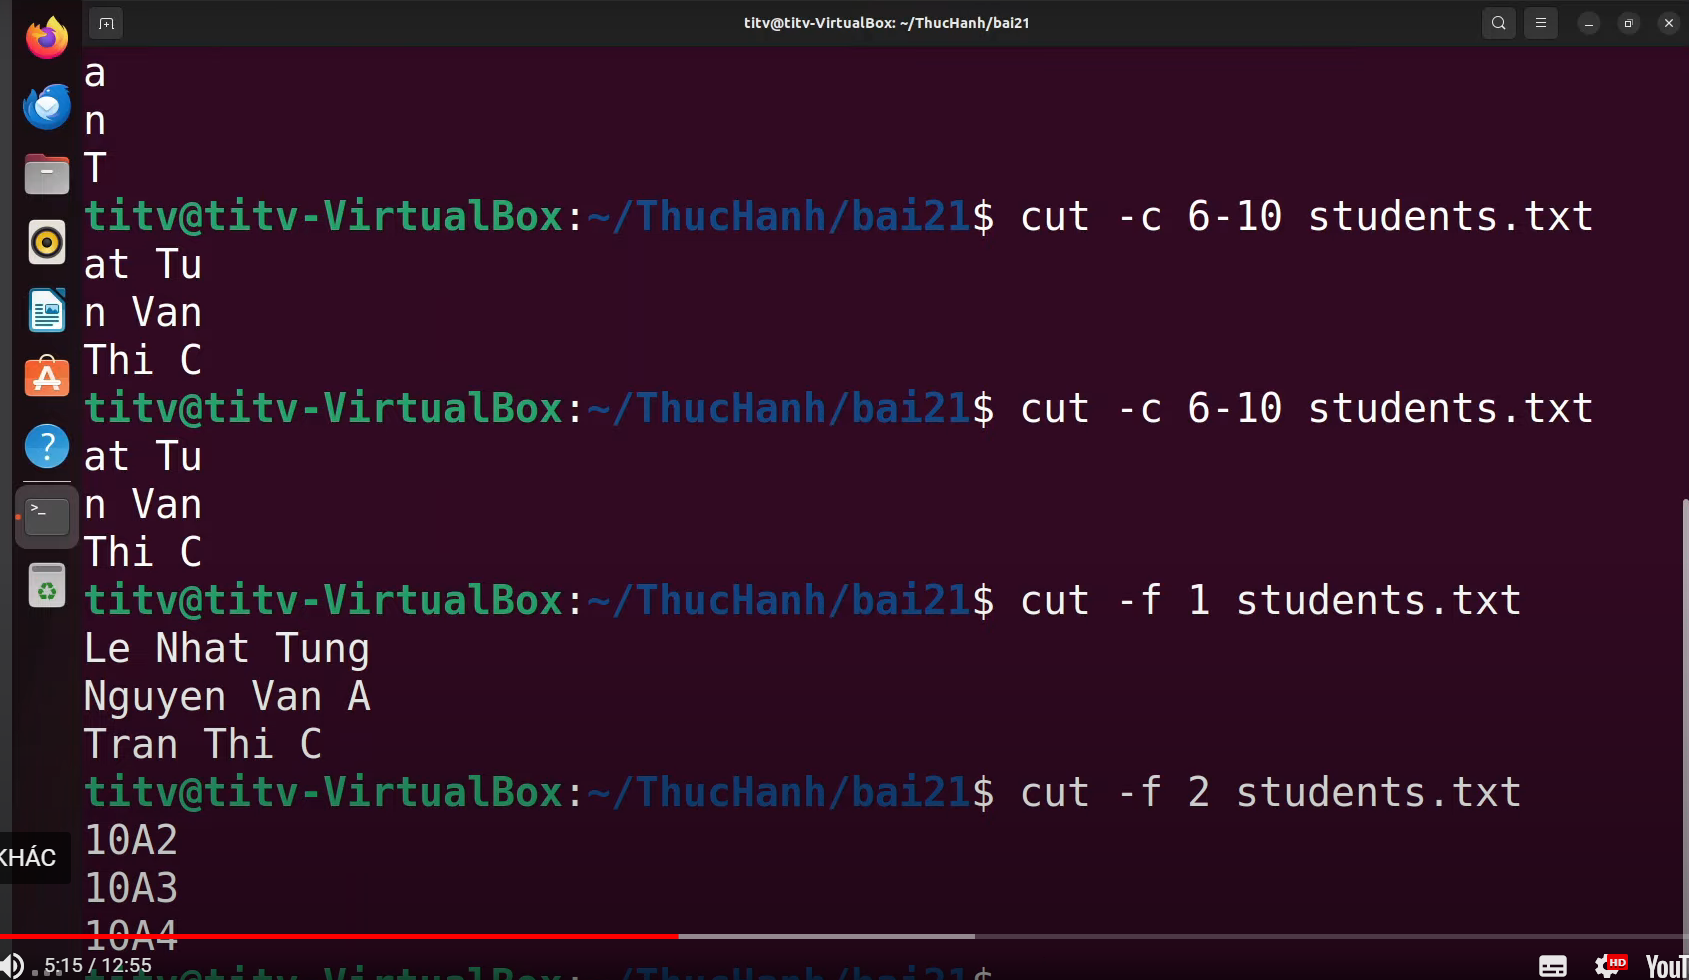 titv@titv-VirtualBox: ~/ThucHanh/bai21
a
n
T
titv@titv-VirtualBox:~/ThucHanh/bai21$ cut -c 6-10 students.txt
at Tu
n Van
Thi C
titv@titv-VirtualBox:~/ThucHanh/bai21$ cut -c 6-10 students.txt
at Tu
n Van
Thi C
titv@titv-VirtualBox:~/ThucHanh/bai21$ cut -f 1 students.txt
Le Nhat Tung
Nguyen Van A
Tran Thi C
titv@titv-VirtualBox:~/ThucHanh/bai21$ cut -f 2 students.txt
10A2
KHÁC
10A3
10A4
5:15 / 12:55
HD
YouT